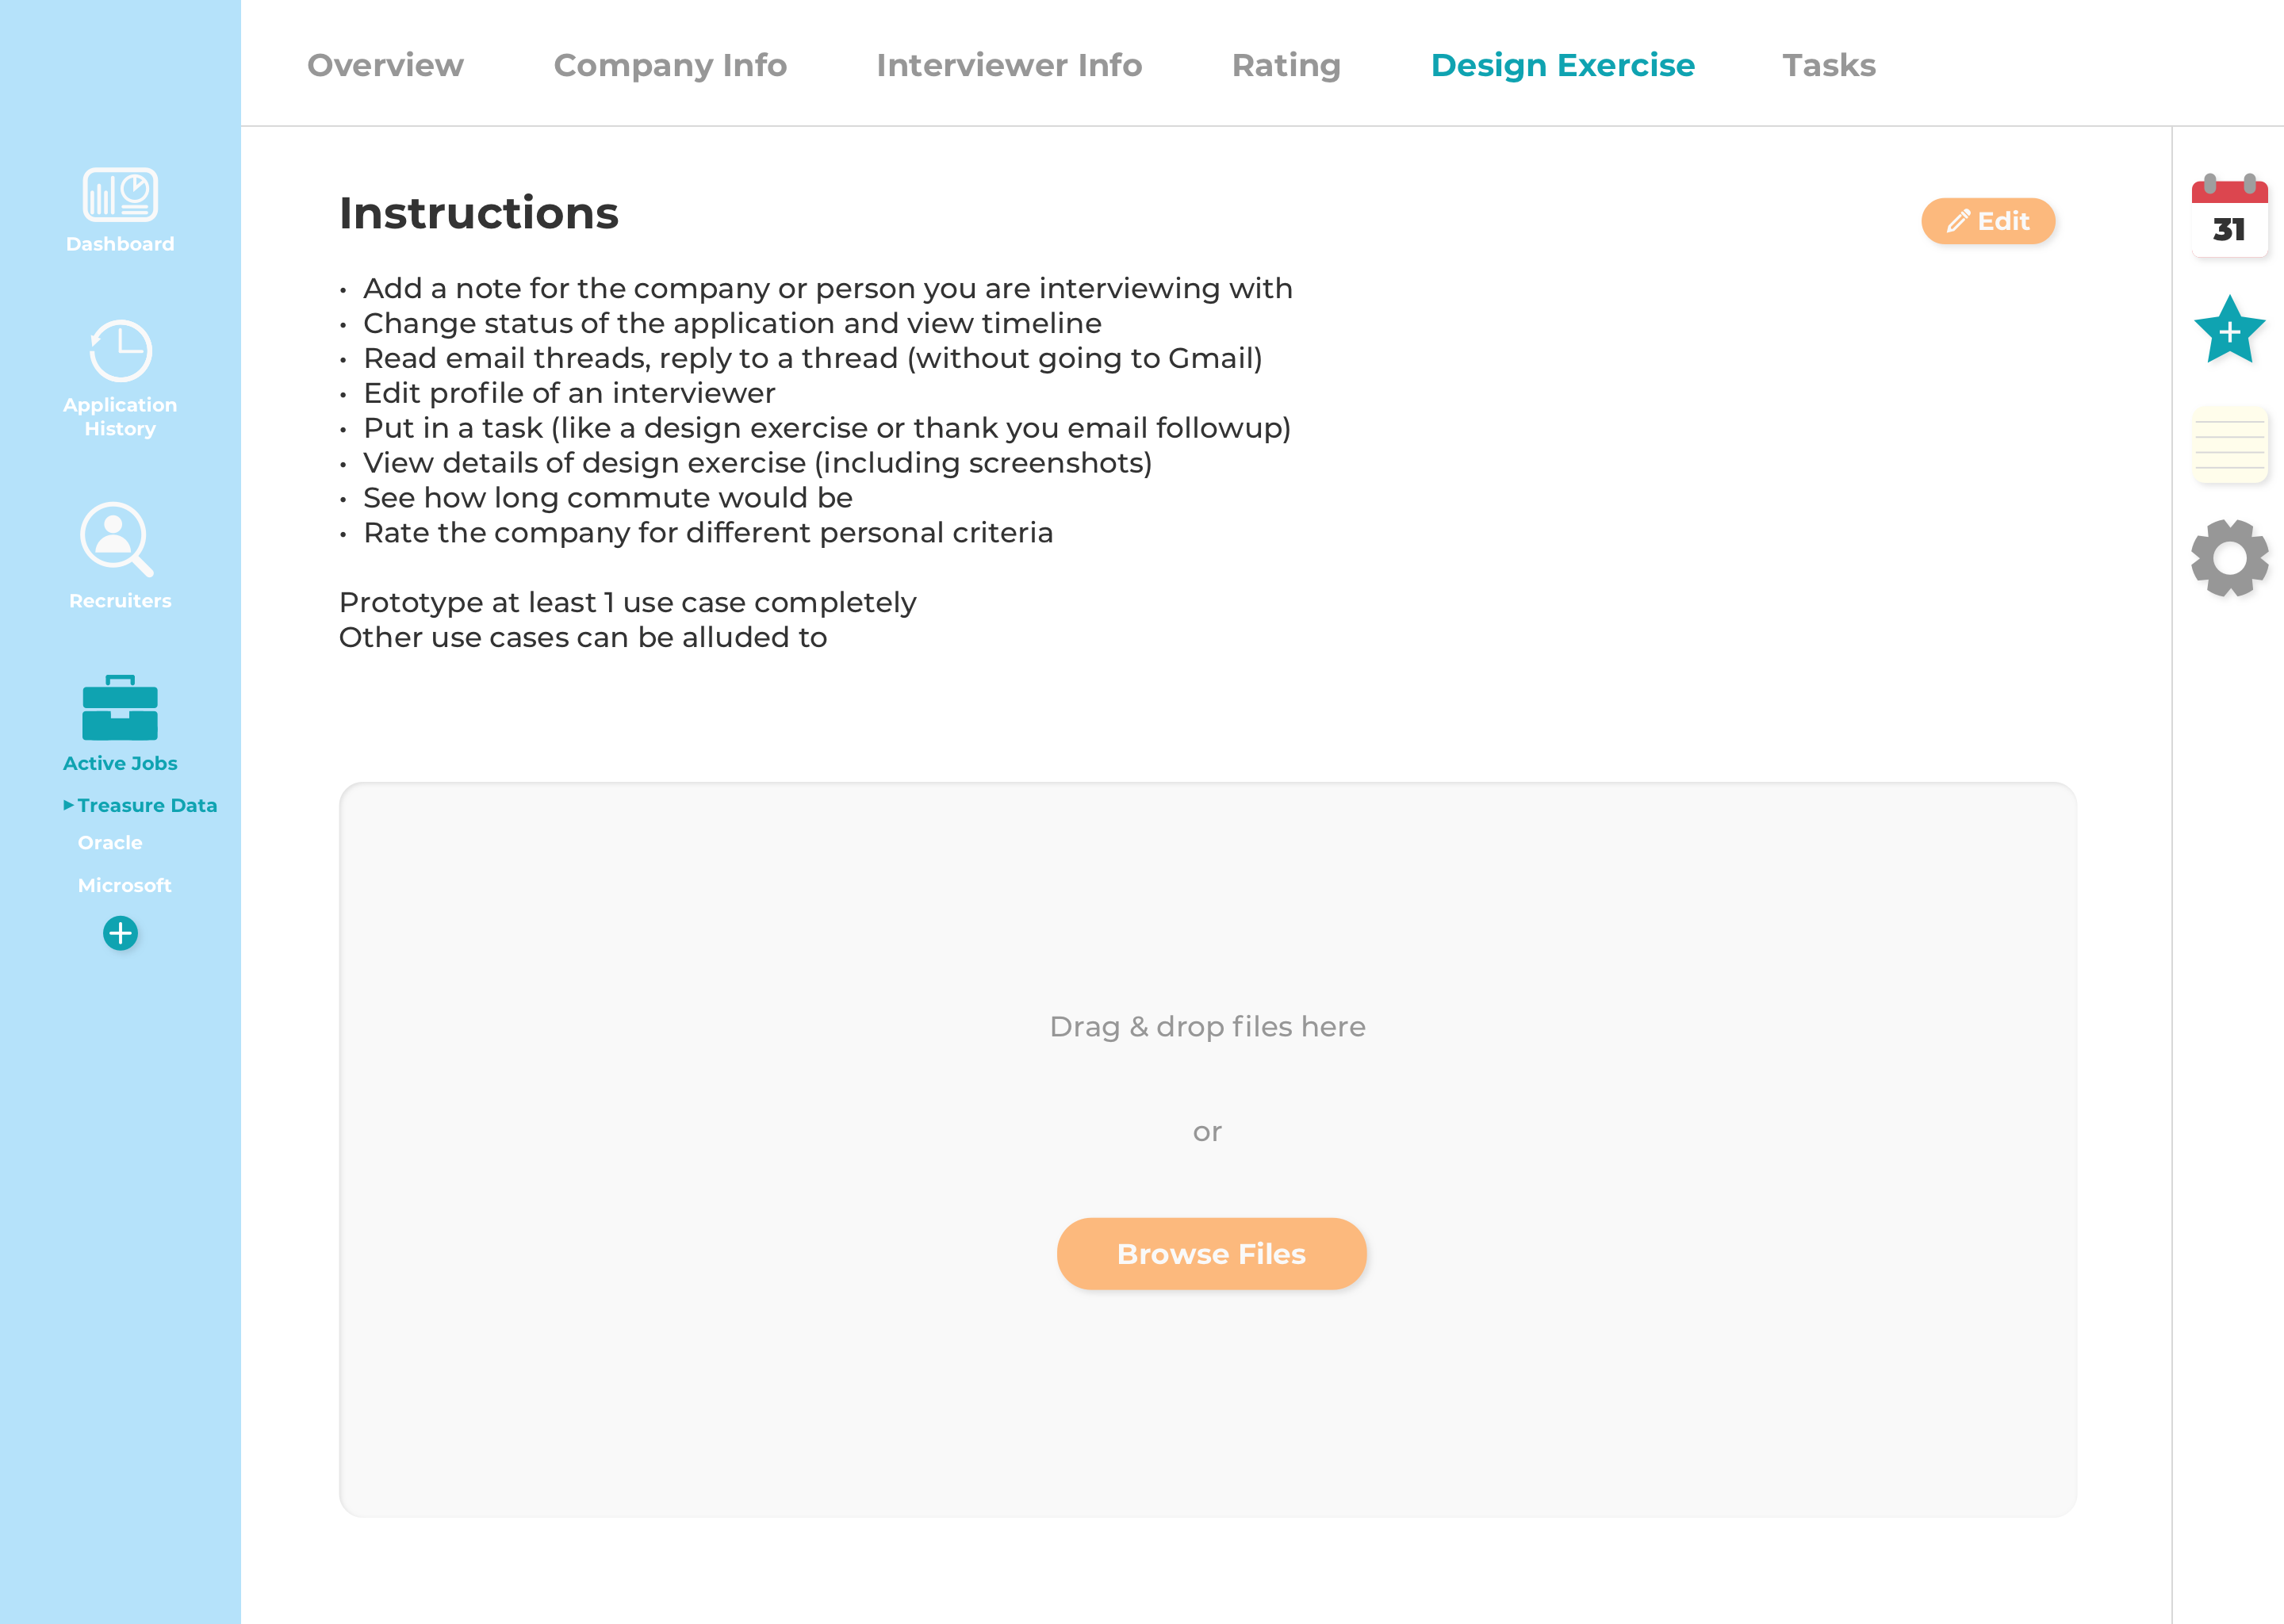 Overview
Company Info
Interviewer Info
Rating
Design Exercise
Tasks
Dashboard
Application
History
Recruiters
Active Jobs
Treasure Data
Oracle
Microsoft
Instructions
Edit
• Add a note for the company or person you are interviewing with
• Change status of the application and view timeline
• Read email threads, reply to a thread (without going to Gmail)
• Edit profile of an interviewer
• Put in a task (like a design exercise or thank you email followup)
• View details of design exercise (including screenshots)
• See how long commute would be
• Rate the company for different personal criteria
Prototype at least 1 use case completely
Other use cases can be alluded to
Drag & drop files here
or
Browse Files
31